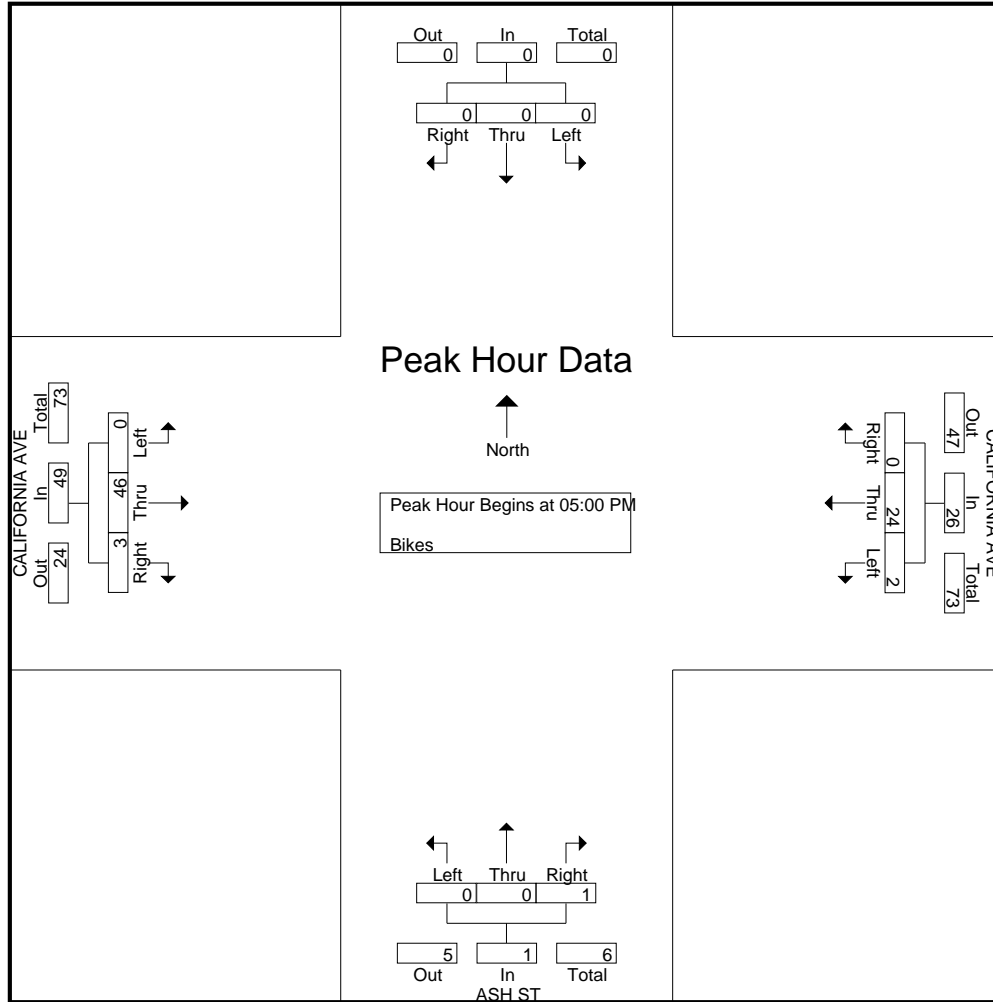 Out In Total
0 0 0
0 0 0
Right Thru Left
Peak Hour Data
North
Peak Hour Begins at 05:00 PM
Bikes
CALIFORNIA AVE
Out In Total
24 49 73
3 46 0
Right Thru Left
CALIFORNIA AVE
Out In Total
47 26 73
0 24 2
Right Thru Left
Left Thru Right
0 0 1
5 1 6
Out In Total
ASH ST